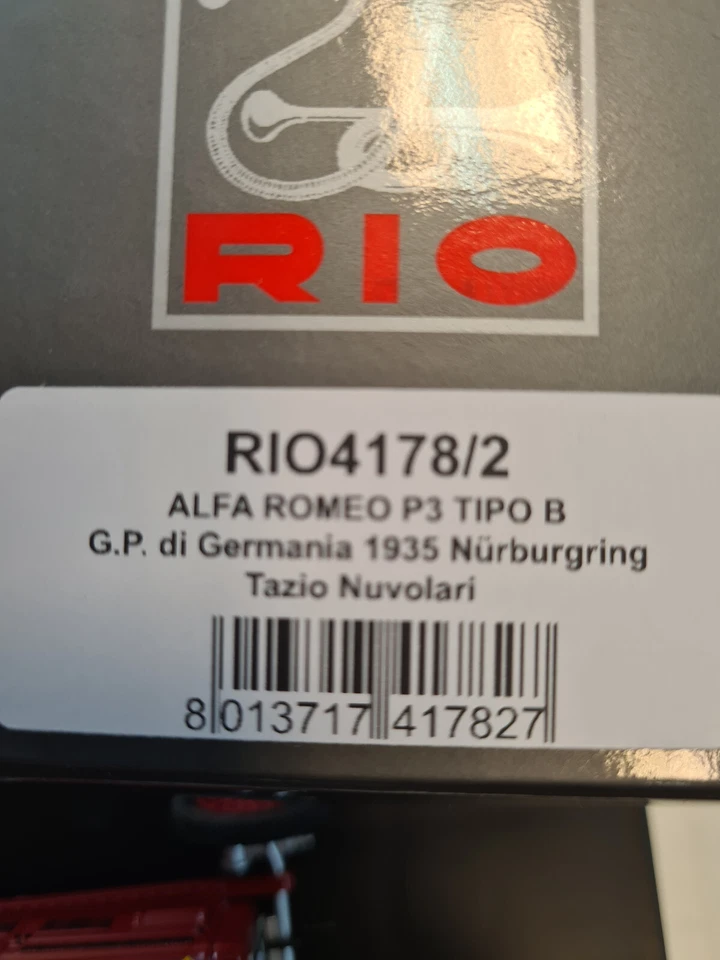 RIO
RIO4178/2
ALFA ROMEO P3 TIPO B
G.P. di Germania 1935 Nürburgring
Tazio Nuvolari
8 013717 417827